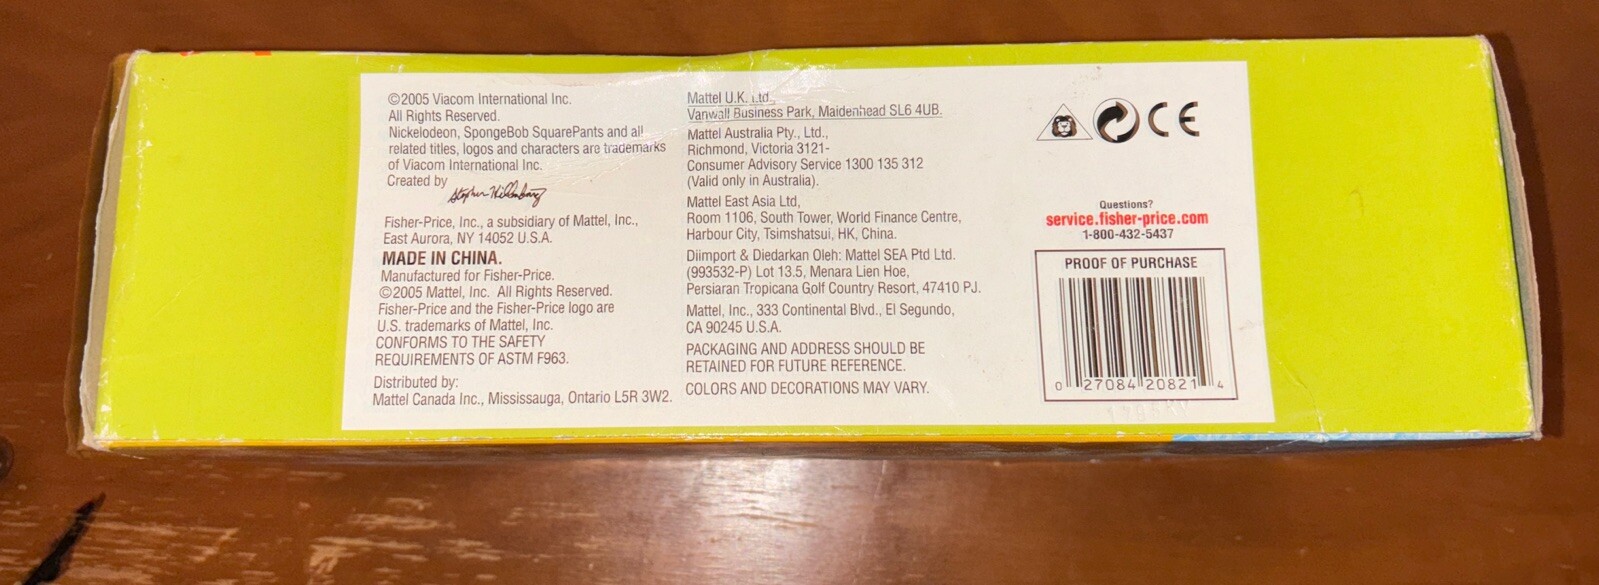 ©2005 Viacom International Inc.
All Rights Reserved.
Nickelodeon, SpongeBob SquarePants and all
related titles, logos and characters are trademarks
of Viacom International Inc.
Created by
Stephen Hillenburg
Fisher-Price, Inc., a subsidiary of Mattel, Inc.,
East Aurora, NY 14052 U.S.A.
MADE IN CHINA.
Manufactured for Fisher-Price.
©2005 Mattel, Inc. All Rights Reserved.
Fisher-Price and the Fisher-Price logo are
U.S. trademarks of Mattel, Inc.
CONFORMS TO THE SAFETY
REQUIREMENTS OF ASTM F963.
Distributed by:
Mattel Canada Inc., Mississauga, Ontario L5R 3W2.
Mattel U.K. Ltd.
Vanwall Business Park, Maidenhead SL6 4UB.
Mattel Australia Pty., Ltd.,
Richmond, Victoria 3121-
Consumer Advisory Service 1300 135 312
(Valid only in Australia).
Mattel East Asia Ltd,
Room 1106, South Tower, World Finance Centre,
Harbour City, Tsimshatsui, HK, China.
Diimport & Diedarkan Oleh: Mattel SEA Ptd Ltd.
(993532-P) Lot 13.5, Menara Lien Hoe,
Persiaran Tropicana Golf Country Resort, 47410 PJ.
Mattel, Inc., 333 Continental Blvd., El Segundo,
CA 90245 U.S.A.
PACKAGING AND ADDRESS SHOULD BE
RETAINED FOR FUTURE REFERENCE.
COLORS AND DECORATIONS MAY VARY.
CE
Questions?
service.fisher-price.com
1-800-432-5437
PROOF OF PURCHASE
0 27084 20821 4